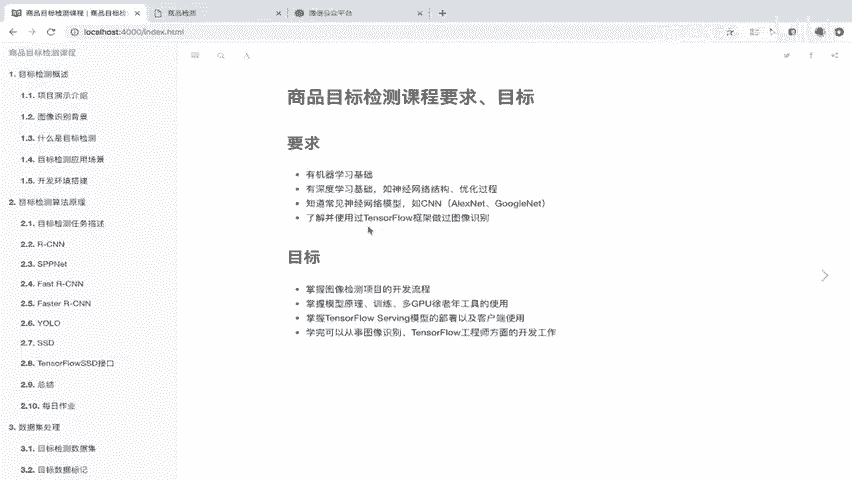 商品目标检测课程 | 商品目标检
商品检测
微信公众平台
localhost:4000/index.html
商品目标检测课程
1. 目标检测概述
1.1. 项目演示介绍
1.2. 图像识别背景
1.3. 什么是目标检测
1.4. 目标检测应用场景
1.5. 开发环境搭建
2. 目标检测算法原理
2.1. 目标检测任务描述
2.2. R-CNN
2.3. SPPNet
2.4. Fast R-CNN
2.5. Faster R-CNN
2.6. YOLO
2.7. SSD
2.8. TensorFlowSSD接口
2.9. 总结
2.10. 每日作业
3. 数据集处理
3.1. 目标检测数据集
3.2. 目标数据标记
商品目标检测课程要求、目标
要求
有机器学习基础
有深度学习基础，如神经网络结构、优化过程
知道常见神经网络模型，如CNN（AlexNet、GoogleNet）
了解并使用过TensorFlow框架做过图像识别
目标
掌握图像检测项目的开发流程
掌握模型原理、训练、多GPU徐老年工具的使用
掌握TensorFlow Serving模型的部署以及客户端使用
学完可以从事图像识别、TensorFlow工程师方面的开发工作